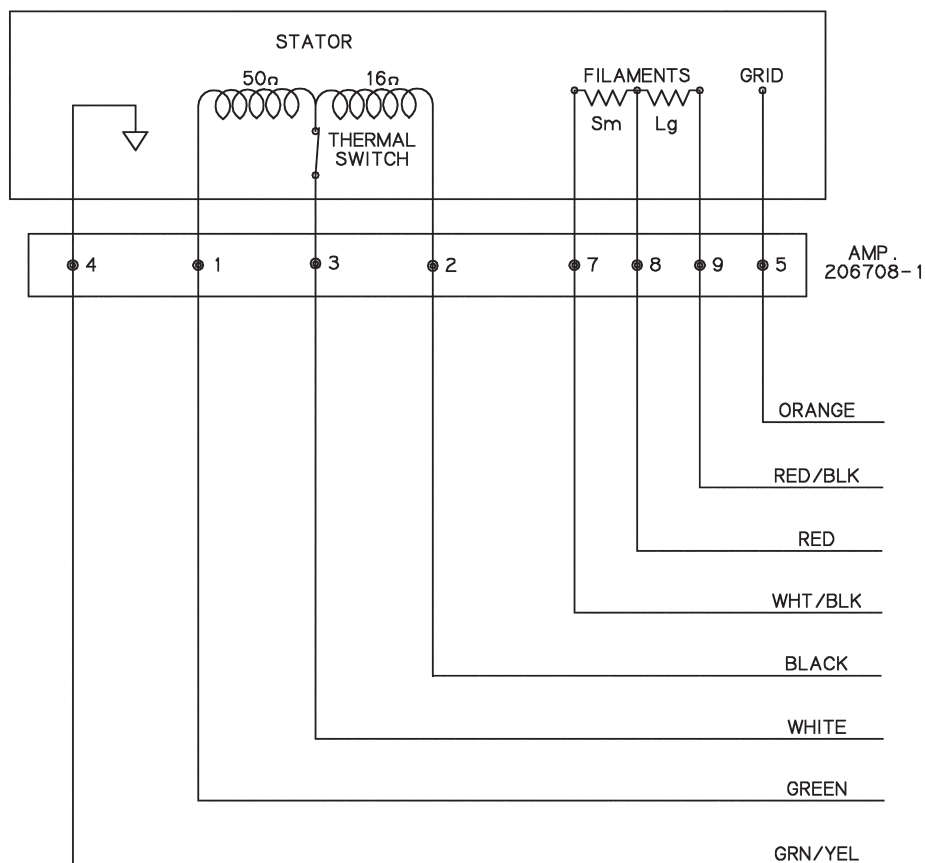 STATOR
50Ω
16Ω
THERMAL
SWITCH
FILAMENTS
Sm
Lg
GRID
4
1
3
2
7
8
9
5
AMP.
206708-1
ORANGE
RED/BLK
RED
WHT/BLK
BLACK
WHITE
GREEN
GRN/YEL